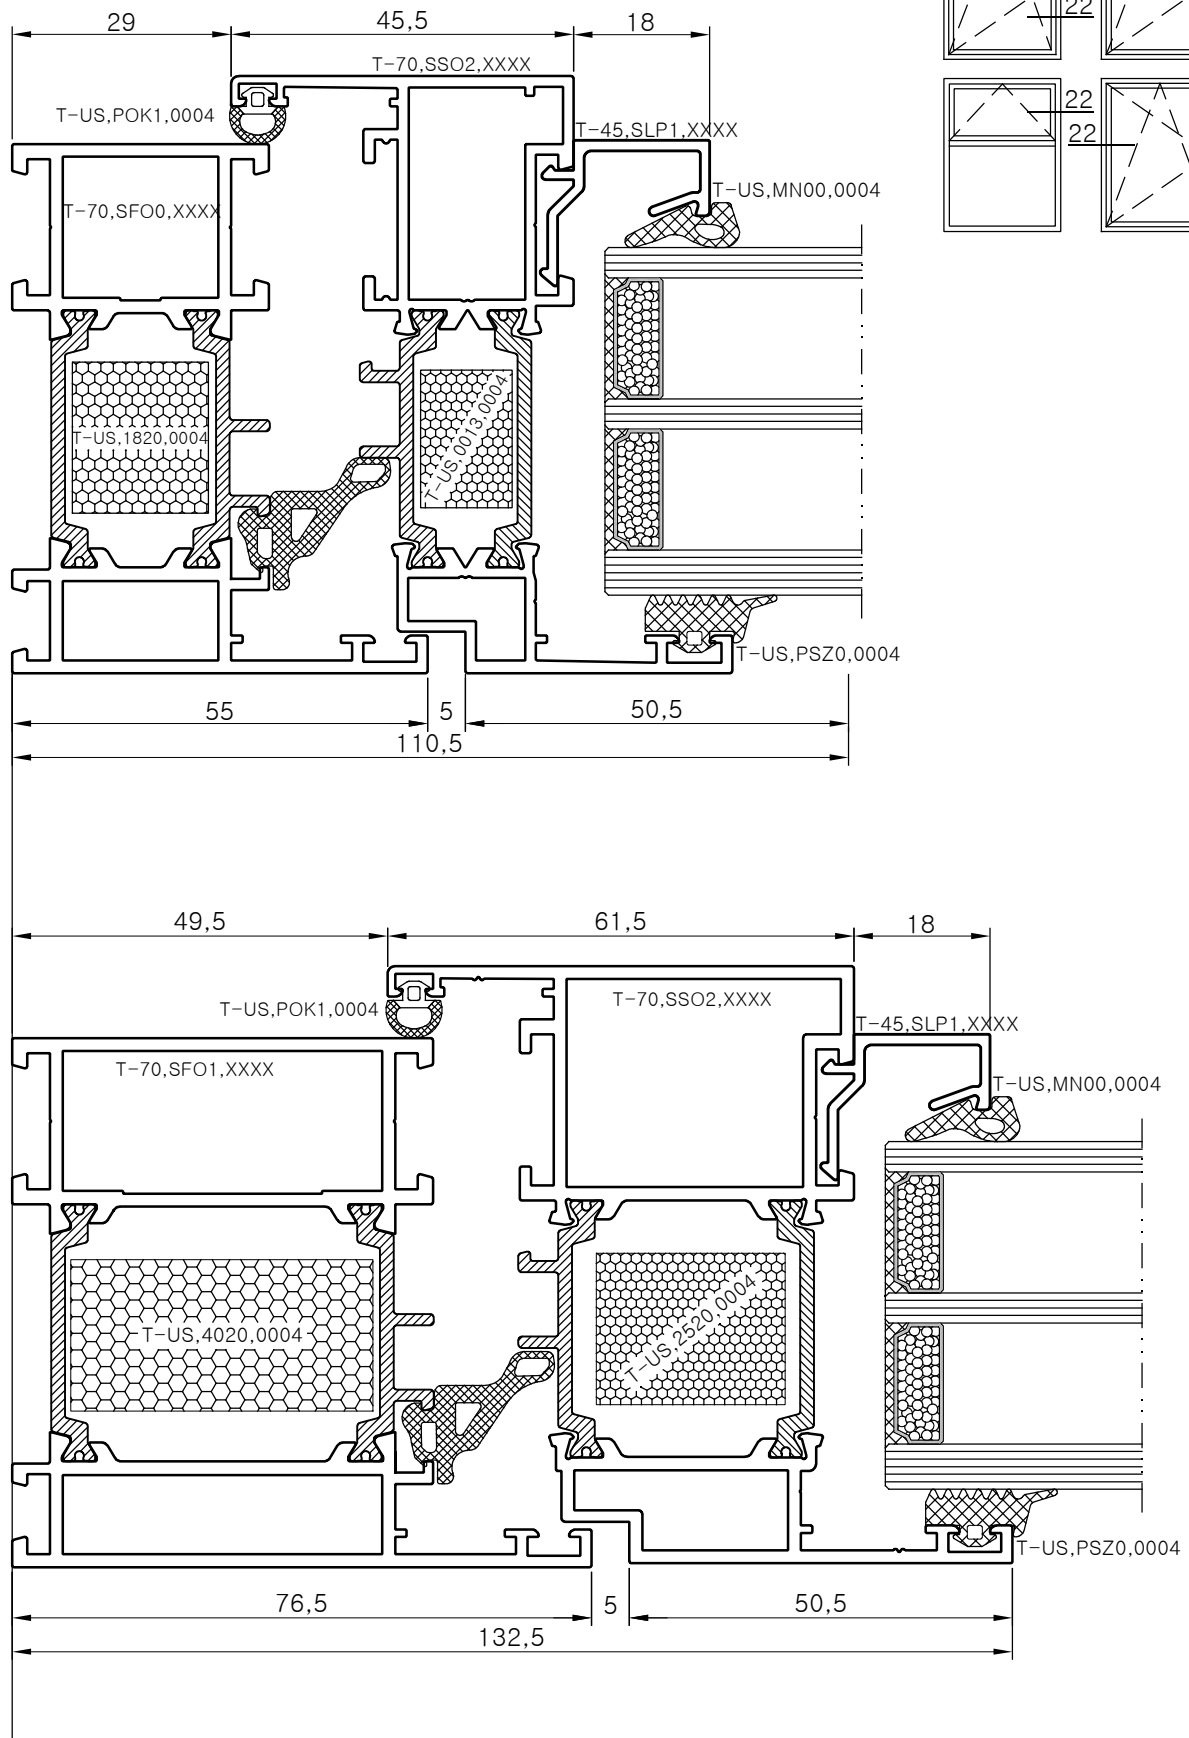 29
45,5
18
22
T-70,SSO2,XXXX
T-US,POK1,0004
22
T-45,SLP1,XXXX
22
T-US,MN00,0004
T-70,SFO0,XXXX
T-US,1820,0004
T-US,0013,0004
T-US,PSZ0,0004
55
5
50,5
110,5
49,5
61,5
18
T-US,POK1,0004
T-70,SSO2,XXXX
T-45,SLP1,XXXX
T-70,SFO1,XXXX
T-US,MN00,0004
T-US,4020,0004
T-US,2520,0004
T-US,PSZ0,0004
76,5
5
50,5
132,5